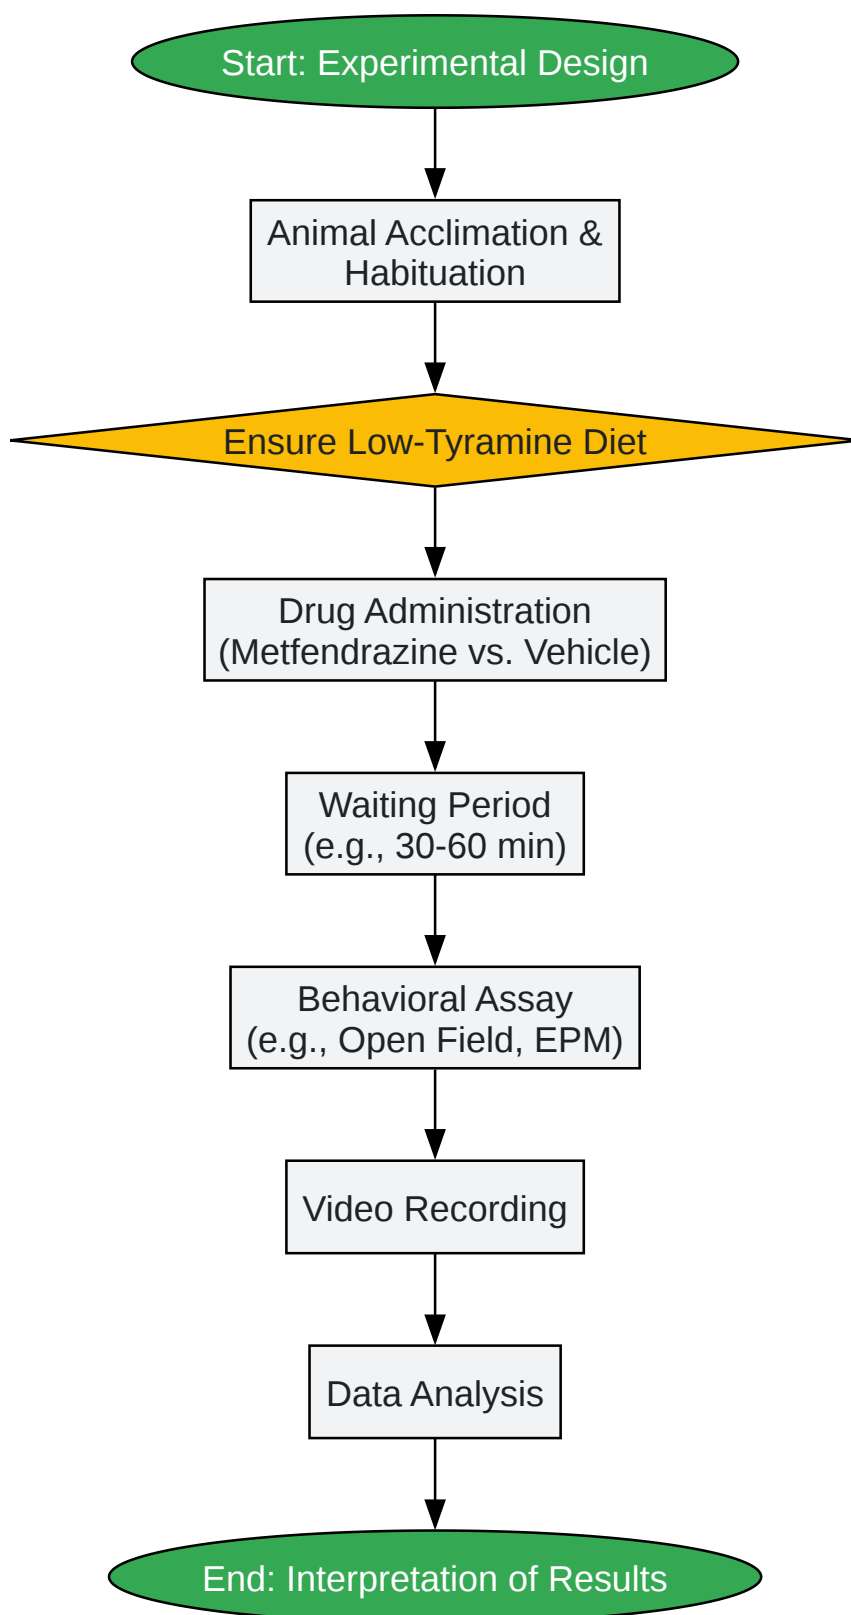 Start: Experimental Design
Animal Acclimation &
Habituation
Ensure Low-Tyramine Diet
Drug Administration
(Metfendrazine vs. Vehicle)
Waiting Period
(e.g., 30-60 min)
Behavioral Assay
(e.g., Open Field, EPM)
Video Recording
Data Analysis
End: Interpretation of Results